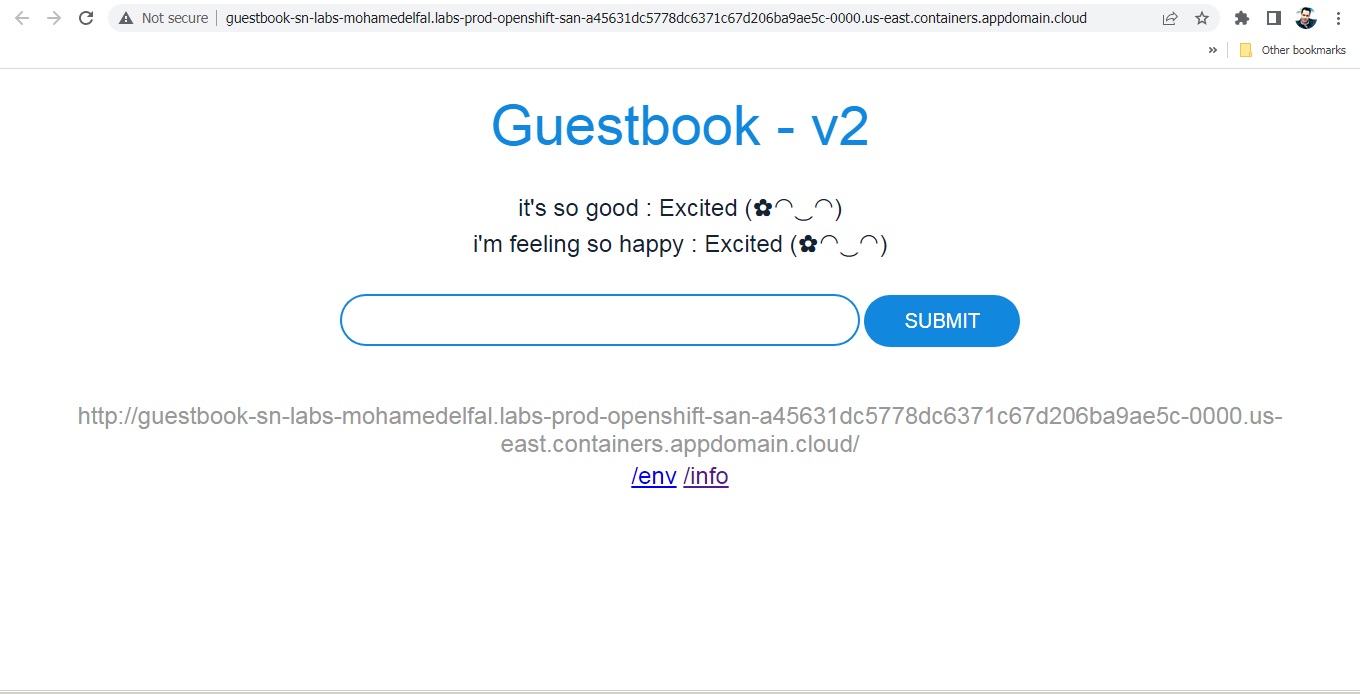 Not secure guestbook-sn-labs-mohamedelfal.labs-prod-openshift-san-a45631dc5778dc6371c67d206ba9ae5c-0000.us-east.containers.appdomain.cloud
» Other bookmarks
Guestbook - v2
it's so good : Excited (✿◠‿◠)
i'm feeling so happy : Excited (✿◠‿◠)
SUBMIT
http://guestbook-sn-labs-mohamedelfal.labs-prod-openshift-san-a45631dc5778dc6371c67d206ba9ae5c-0000.us-
east.containers.appdomain.cloud/
/env /info